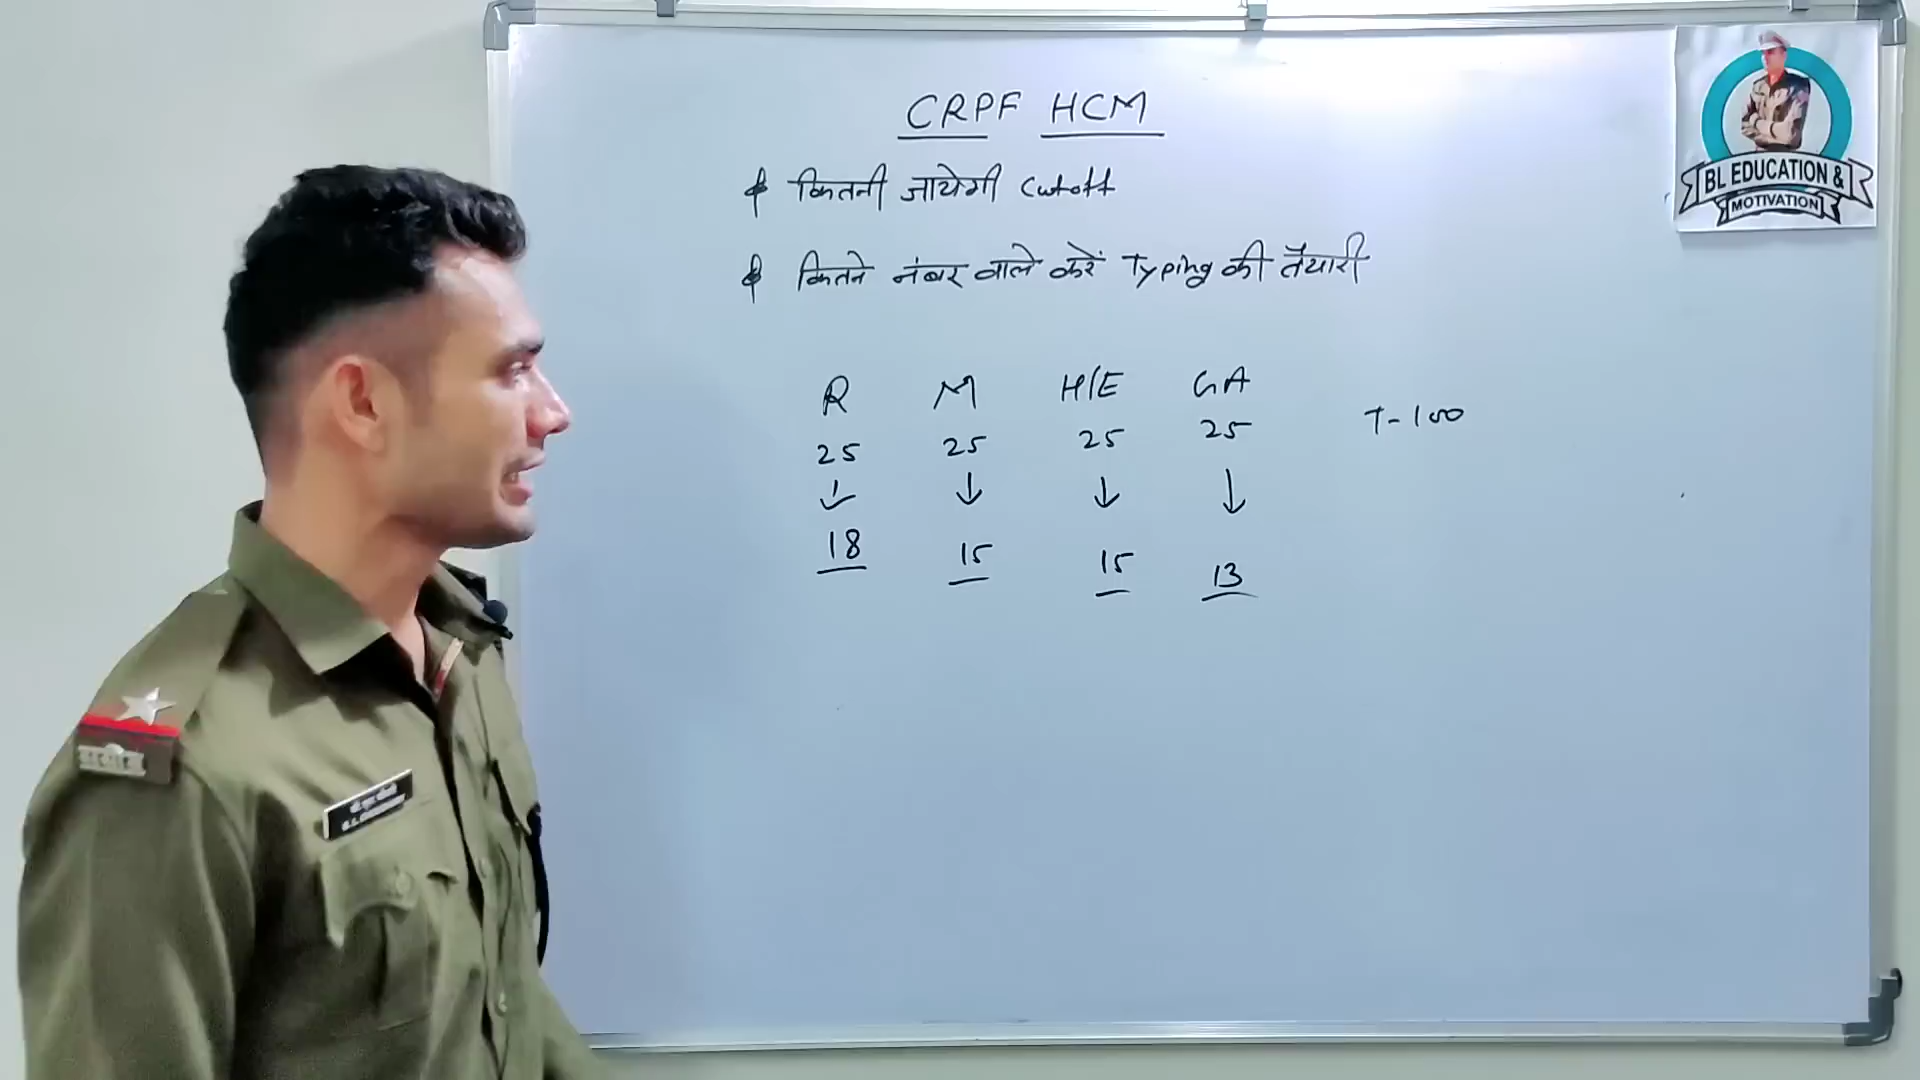 CRPF HCM
कितनी जायेगी Cutoff
कितने नंबर वाले करें Typing की तैयारी
R M H/E GA
25 25 25 25 T-100
18 15 15 13
BL EDUCATION &
MOTIVATION